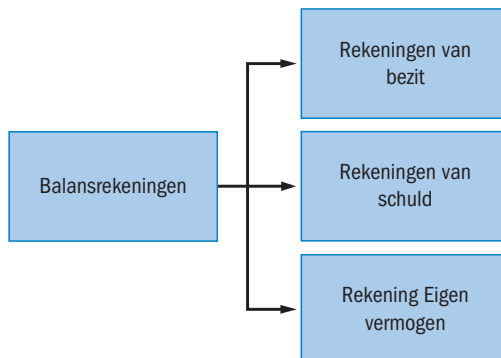 Rekeningen van
bezit
Balansrekeningen
Rekeningen van
schuld
Rekening Eigen
vermogen